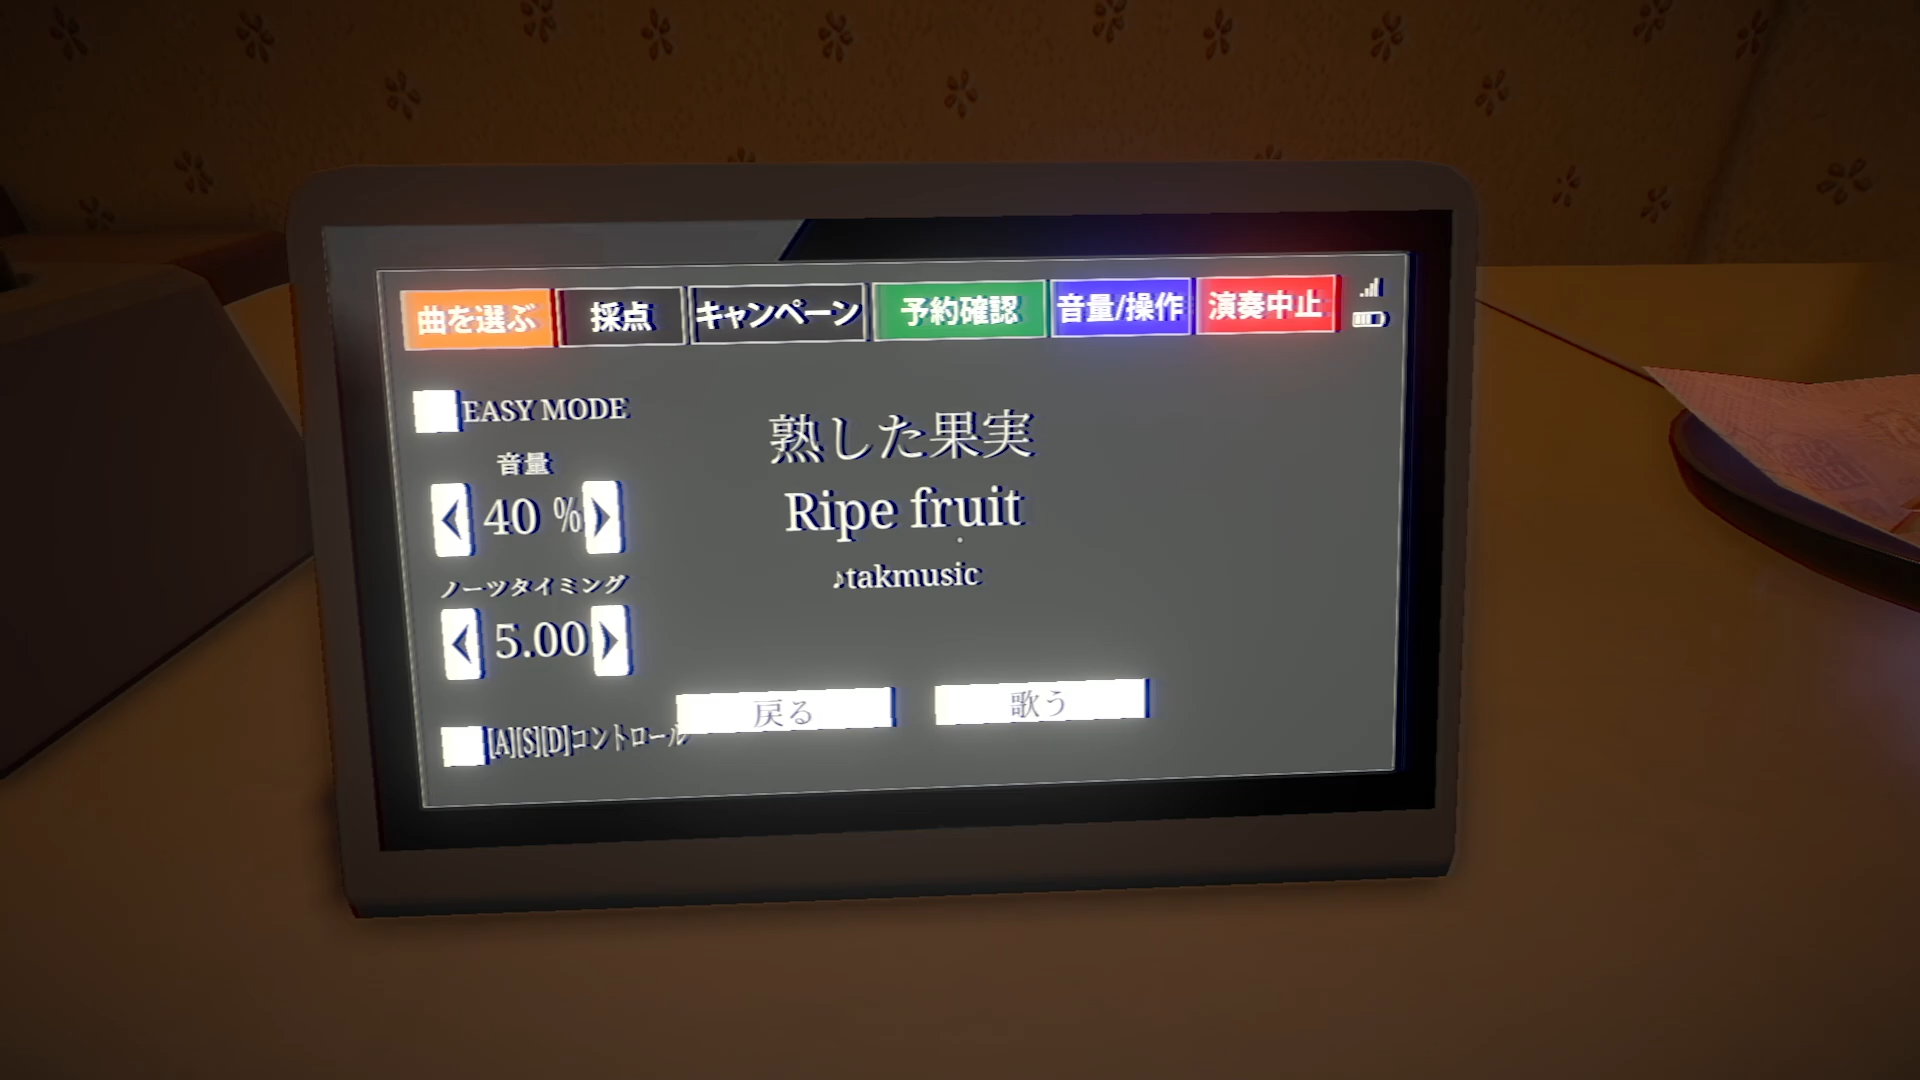 曲を選ぶ 採点 キャンペーン 予約確認 音量/操作 演奏中止
EASY MODE
音量
40 %
ノーツタイミング
5.00
[A][S][D]コントロール
熟した果実
Ripe fruit
♪takmusic
戻る 歌う